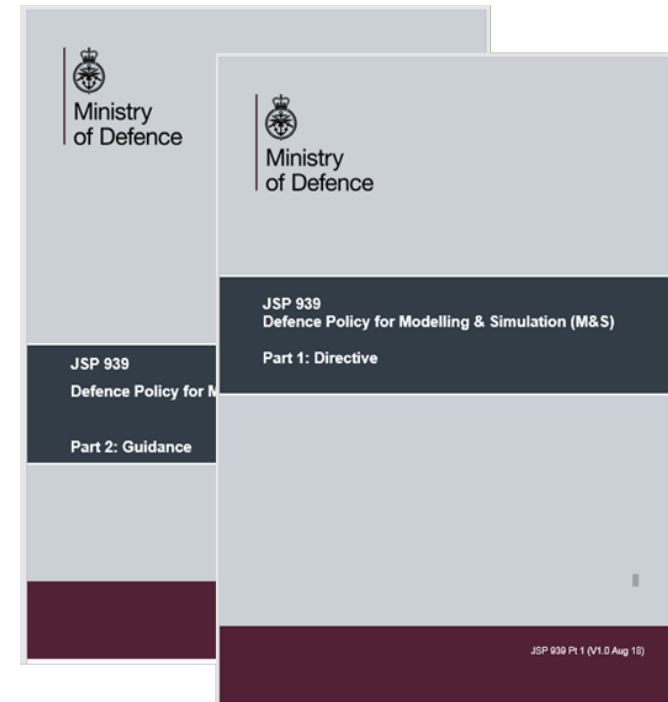 Ministry
of Defence
JSP 939
Defence Policy for M
Part 2: Guidance
Ministry
of Defence
JSP 939
Defence Policy for Modelling & Simulation (M&S)
Part 1: Directive
JSP 939 Pt 1 (V1.0 Aug 18)